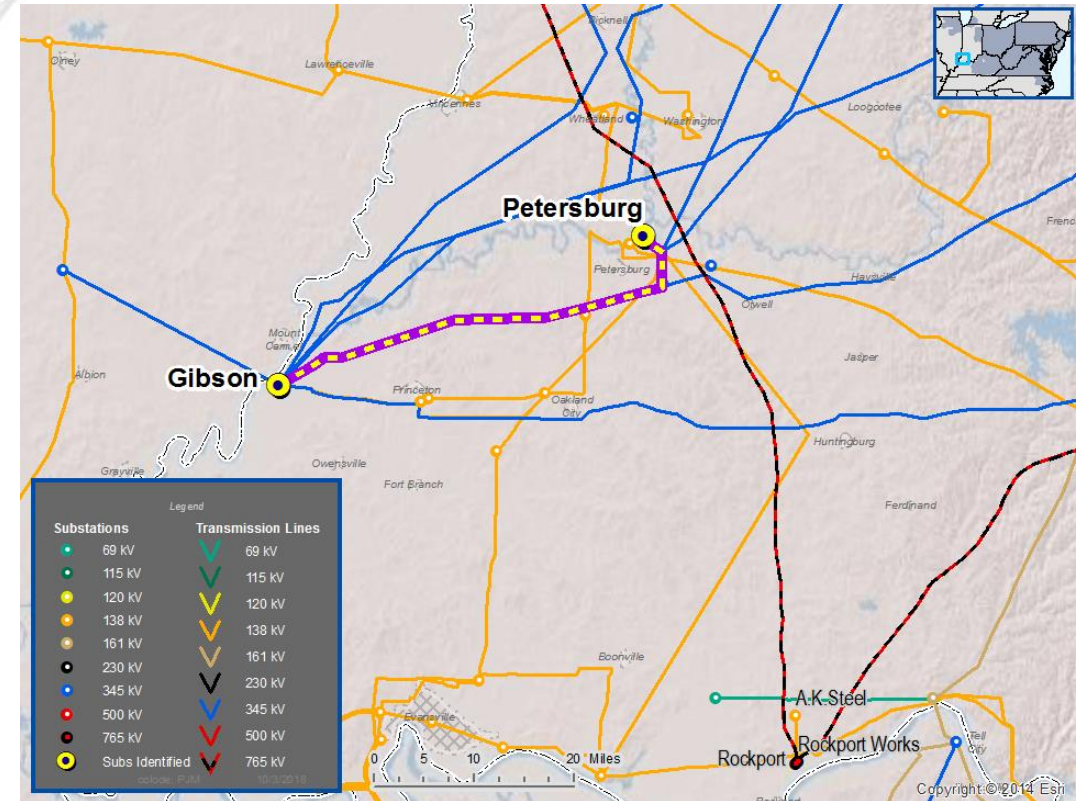 Bicknell
Olney
Lawrenceville
Vincennes
Loogootee
Wheatland
Washington
Petersburg
French
Petersburg
Haysville
Otwell
Mount
Carmel
Jasper
Albion
Gibson
Princeton
Oakland
City
Huntingburg
Grayville
Owensville
Fort Branch
Ferdinand
Legend
Substations
Transmission Lines
69 kV
69 kV
115 kV
115 kV
120 kV
120 kV
138 kV
138 kV
161 kV
161 kV
230 kV
230 kV
345 kV
345 kV
500 kV
500 kV
765 kV
765 kV
Subs Identified
10/3/2018
Boonville
A.K.Steel
Evansville
Tell
City
Rockport Works
Rockport
0 5 10 20 Miles
Copyright:© 2014 Esri